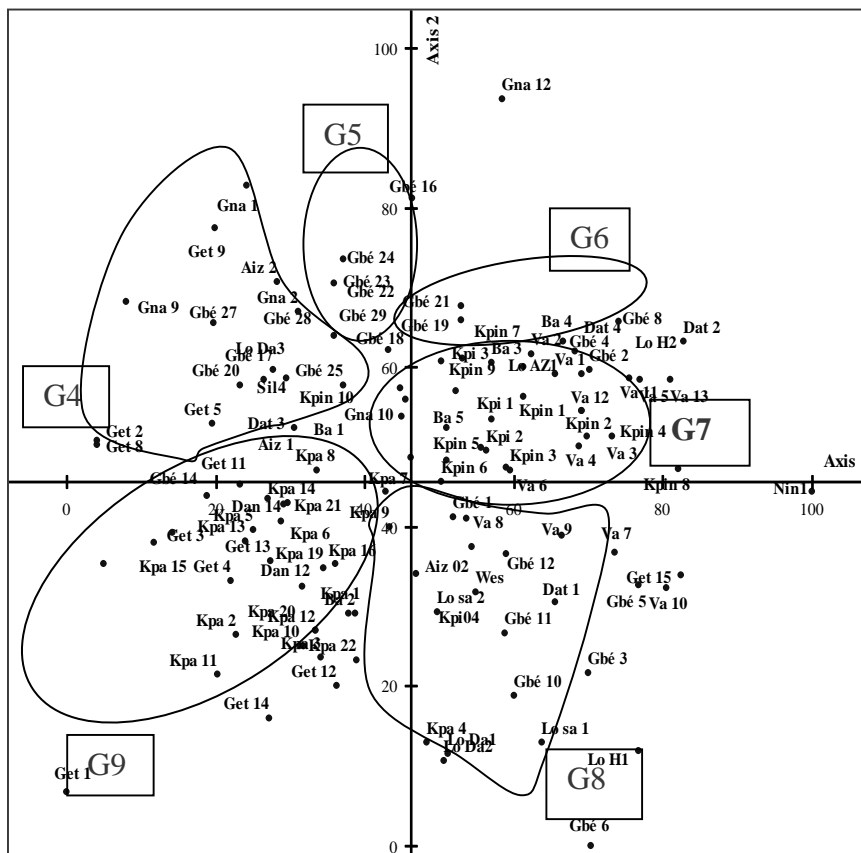 Axis 2
100
Gna 12
G5
Gbé 16
80
Gna 1
G6
Get 9
Gbé 24
Aiz 2
Gbé 23
Gna 9
Gna 2
Gbé 22
Gbé 21
Gbé 27
Gbé 28
Gbé 29
Gbé 19
Kpin 7
Ba 4
Dat 4
Gbé 8
Dat 2
Gbé 18
Va 2
Gbé 4
Lo H2
Lo Da3
Kpi 3
Ba 3
Gbé 17
60
Lo AZ1
Va 1
Gbé 2
Gbé 20
Sil4
Gbé 25
Kpin 9
Va 11
Va 5
Va 13
G4
Kpin 10
Va 12
Get 5
Gna 10
Kpi 1
Kpin 1
Get 2
Dat 3
Ba 1
Ba 5
Kpin 2
Kpin 4
G7
Get 8
Aiz 1
Kpin 5
Kpi 2
Va 4
Va 3
Get 11
Kpa 8
Kpin 6
Kpin 3
Axis
Gbé 14
Kpa 7
Va 6
Kpin 8
Nin1
0
20
40
60
80
100
Kpa 14
Dan 14
Kpa 21
Kpa 9
Gbé 1
Kpa 5
Va 8
Kpa 13
Get 3
Kpa 6
40
Va 9
Va 7
Get 13
Kpa 19
Kpa 16
Kpa 15
Get 4
Dan 12
Aiz 02
Gbé 12
Wes
Get 15
Kpa 1
Ba 2
Lo sa 2
Dat 1
Gbé 5
Va 10
Kpa 2
Kpa 20
Kpa 12
Kpi04
Gbé 11
Kpa 10
Kpa 3
Kpa 22
Kpa 11
Get 12
Gbé 3
20
Gbé 10
Get 14
Kpa 4
Lo Da1
Lo sa 1
Lo Da2
G9
Lo H1
Get 1
G8
Gbé 6
0